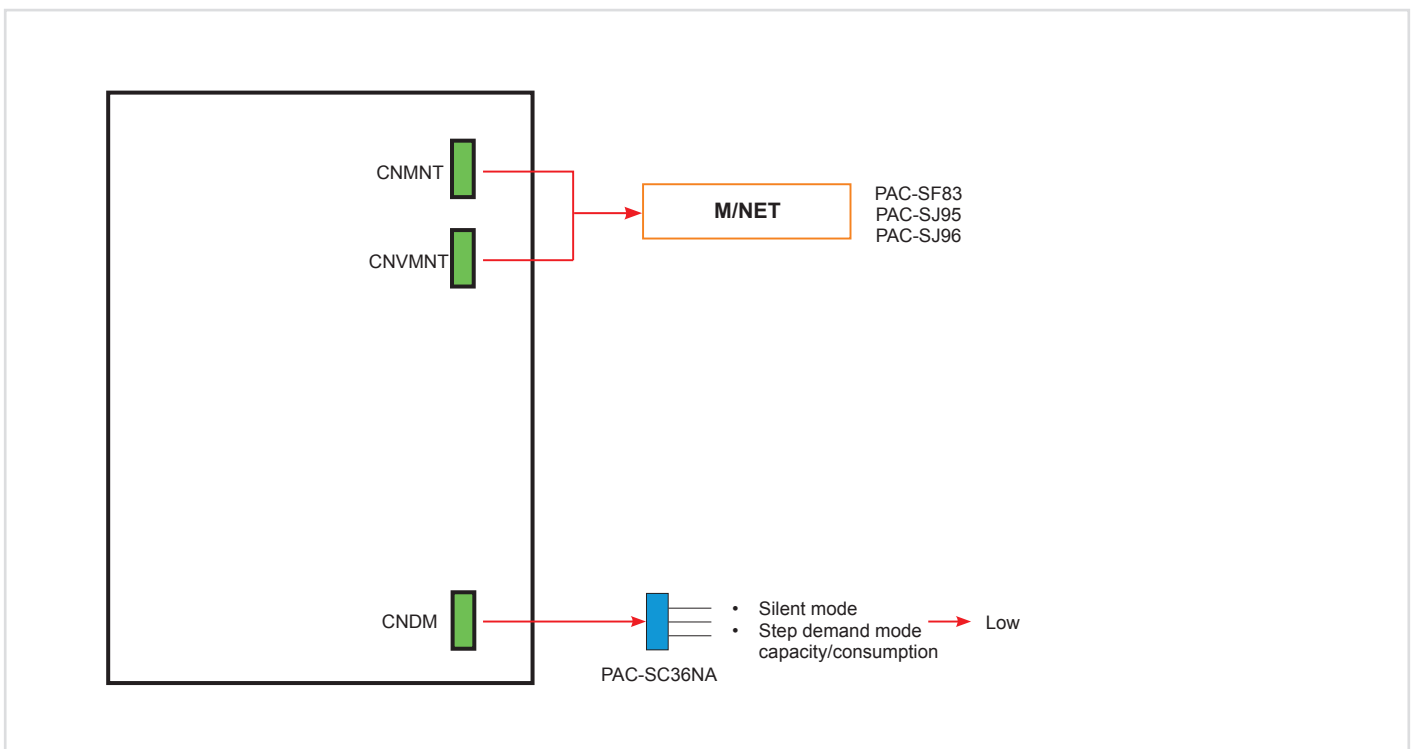 CNMNT
CNVMNT
M/NET
PAC-SF83
PAC-SJ95
PAC-SJ96
CNDM
PAC-SC36NA
• Silent mode
• Step demand mode
capacity/consumption
Low